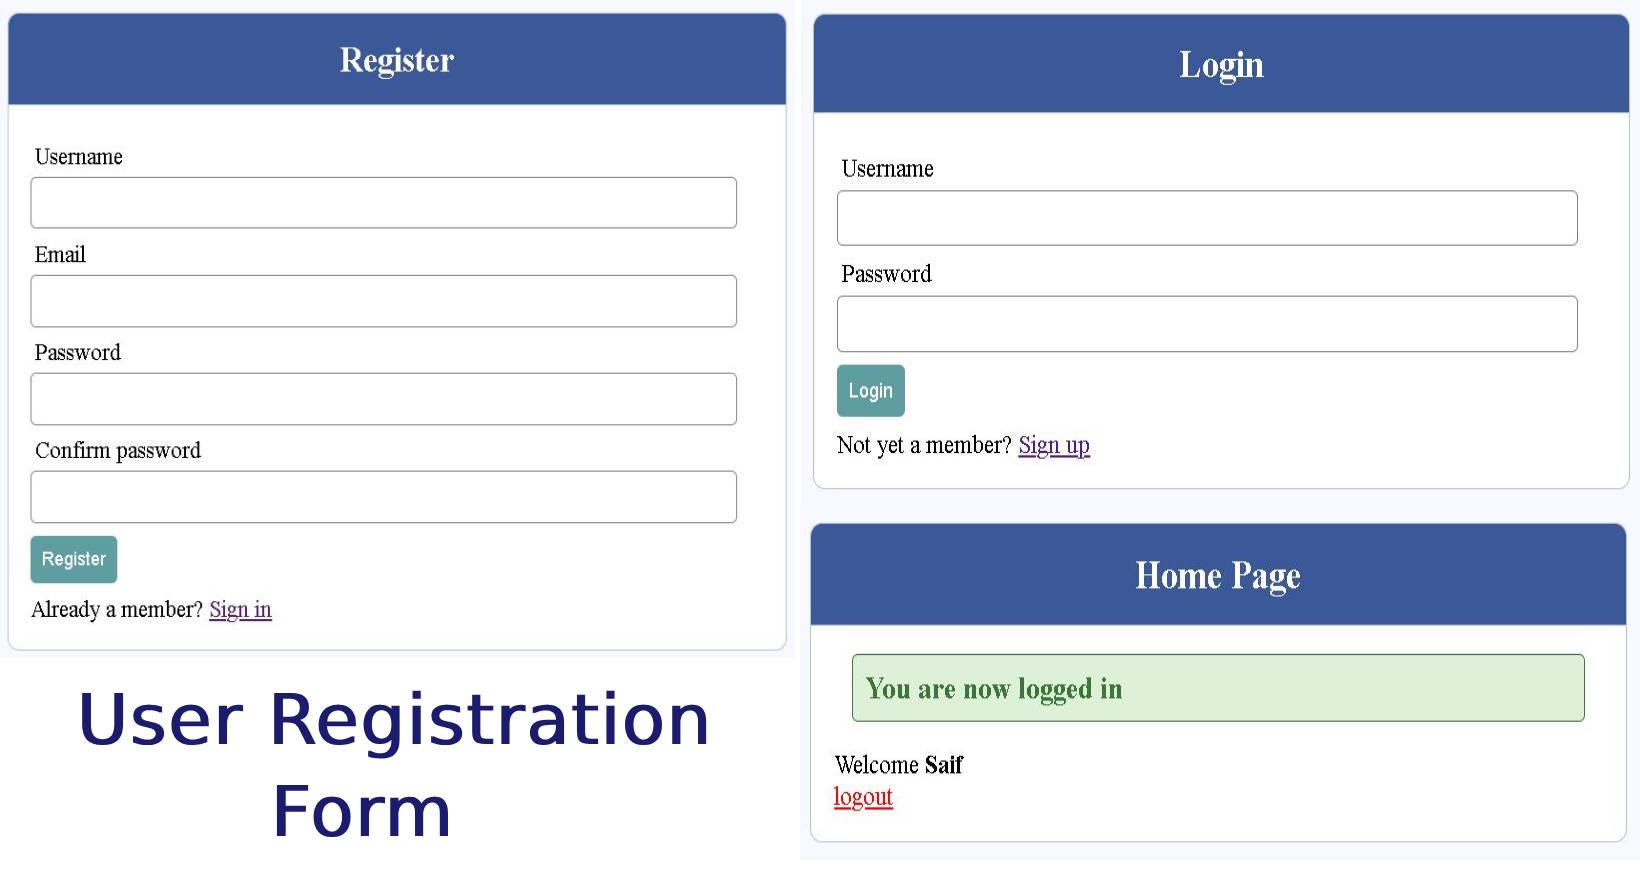 Register
Username
Email
Password
Confirm password
Register
Already a member? Sign in
User Registration
Form
Login
Username
Password
Login
Not yet a member? Sign up
Home Page
You are now logged in
Welcome Saif
logout